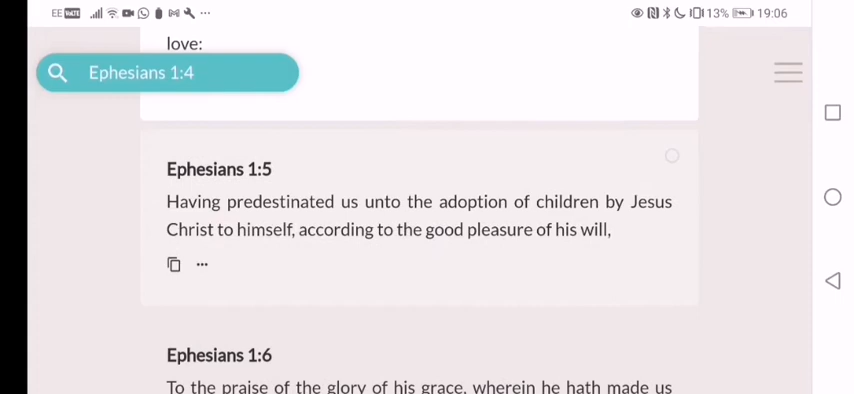 EE VoLTE 13% 19:06
love:
Ephesians 1:4
Ephesians 1:5
Having predestinated us unto the adoption of children by Jesus
Christ to himself, according to the good pleasure of his will,
Ephesians 1:6
To the praise of the glory of his grace, wherein he hath made us